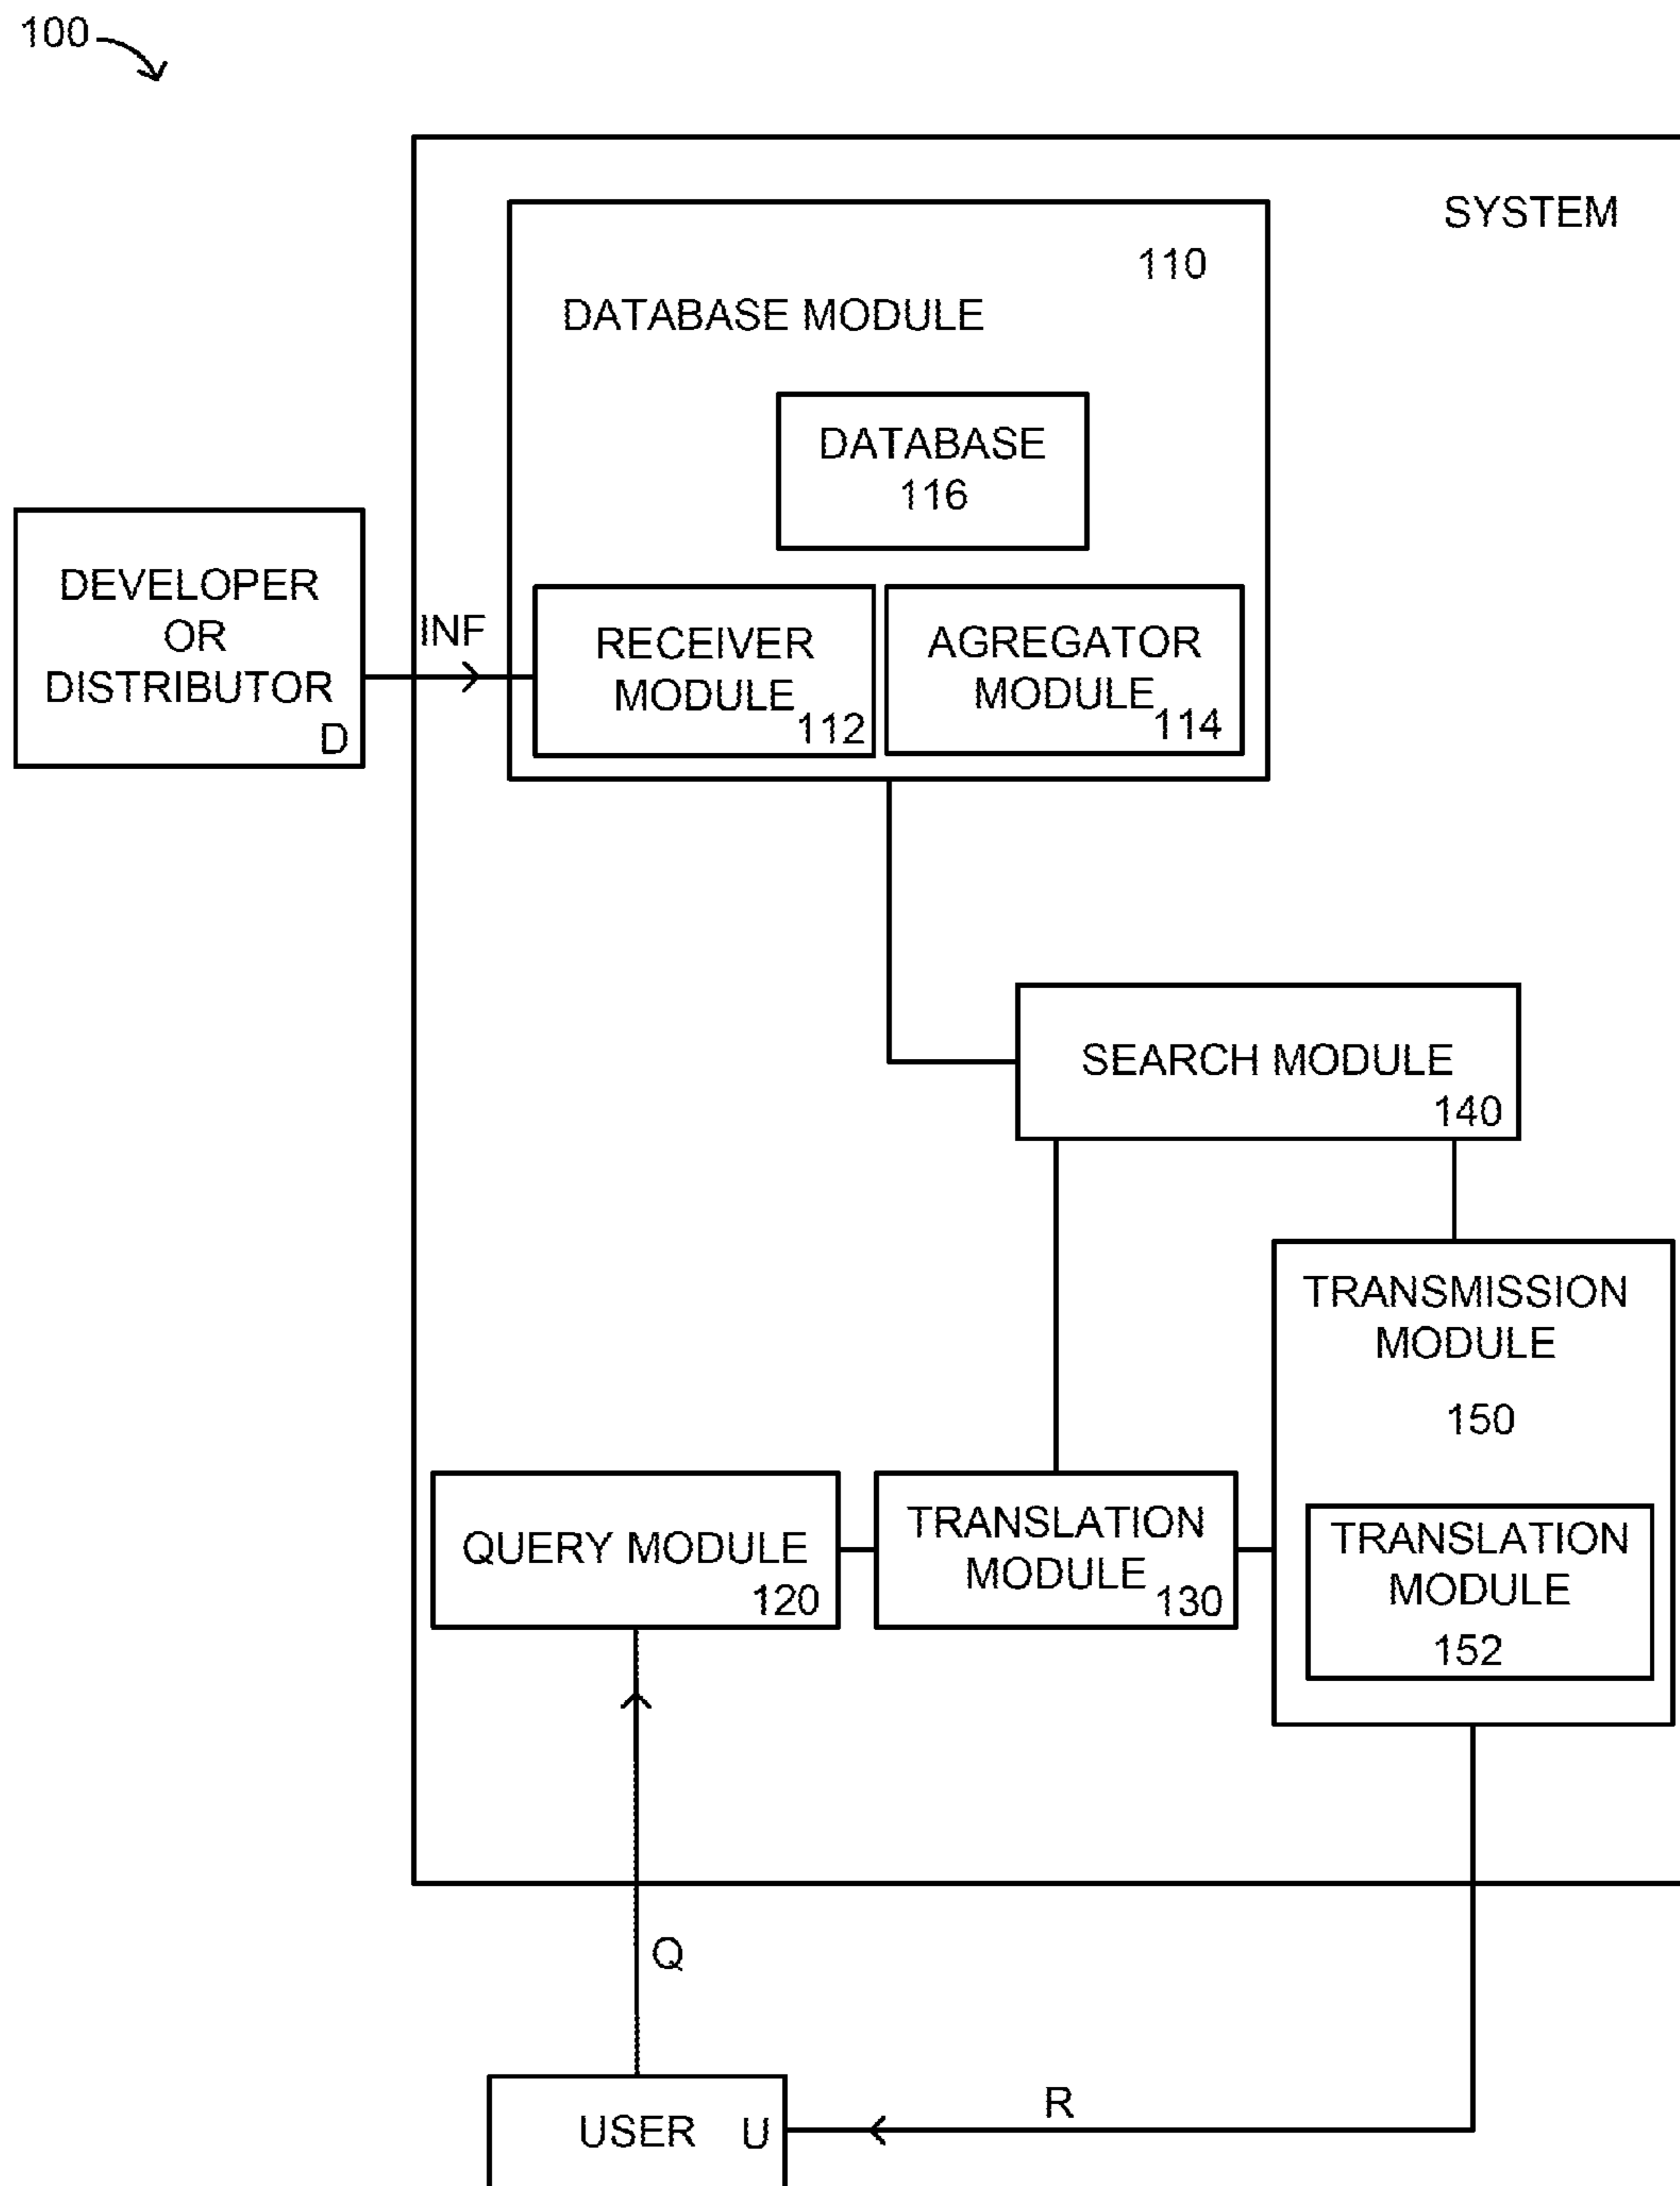 100
SYSTEM
110
DATABASE MODULE
DATABASE
116
DEVELOPER
OR
DISTRIBUTOR
D
INF
RECEIVER
MODULE
112
AGREGATOR
MODULE
114
SEARCH MODULE
140
TRANSMISSION
MODULE
150
QUERY MODULE
120
TRANSLATION
MODULE
130
TRANSLATION
MODULE
152
Q
R
USER
U